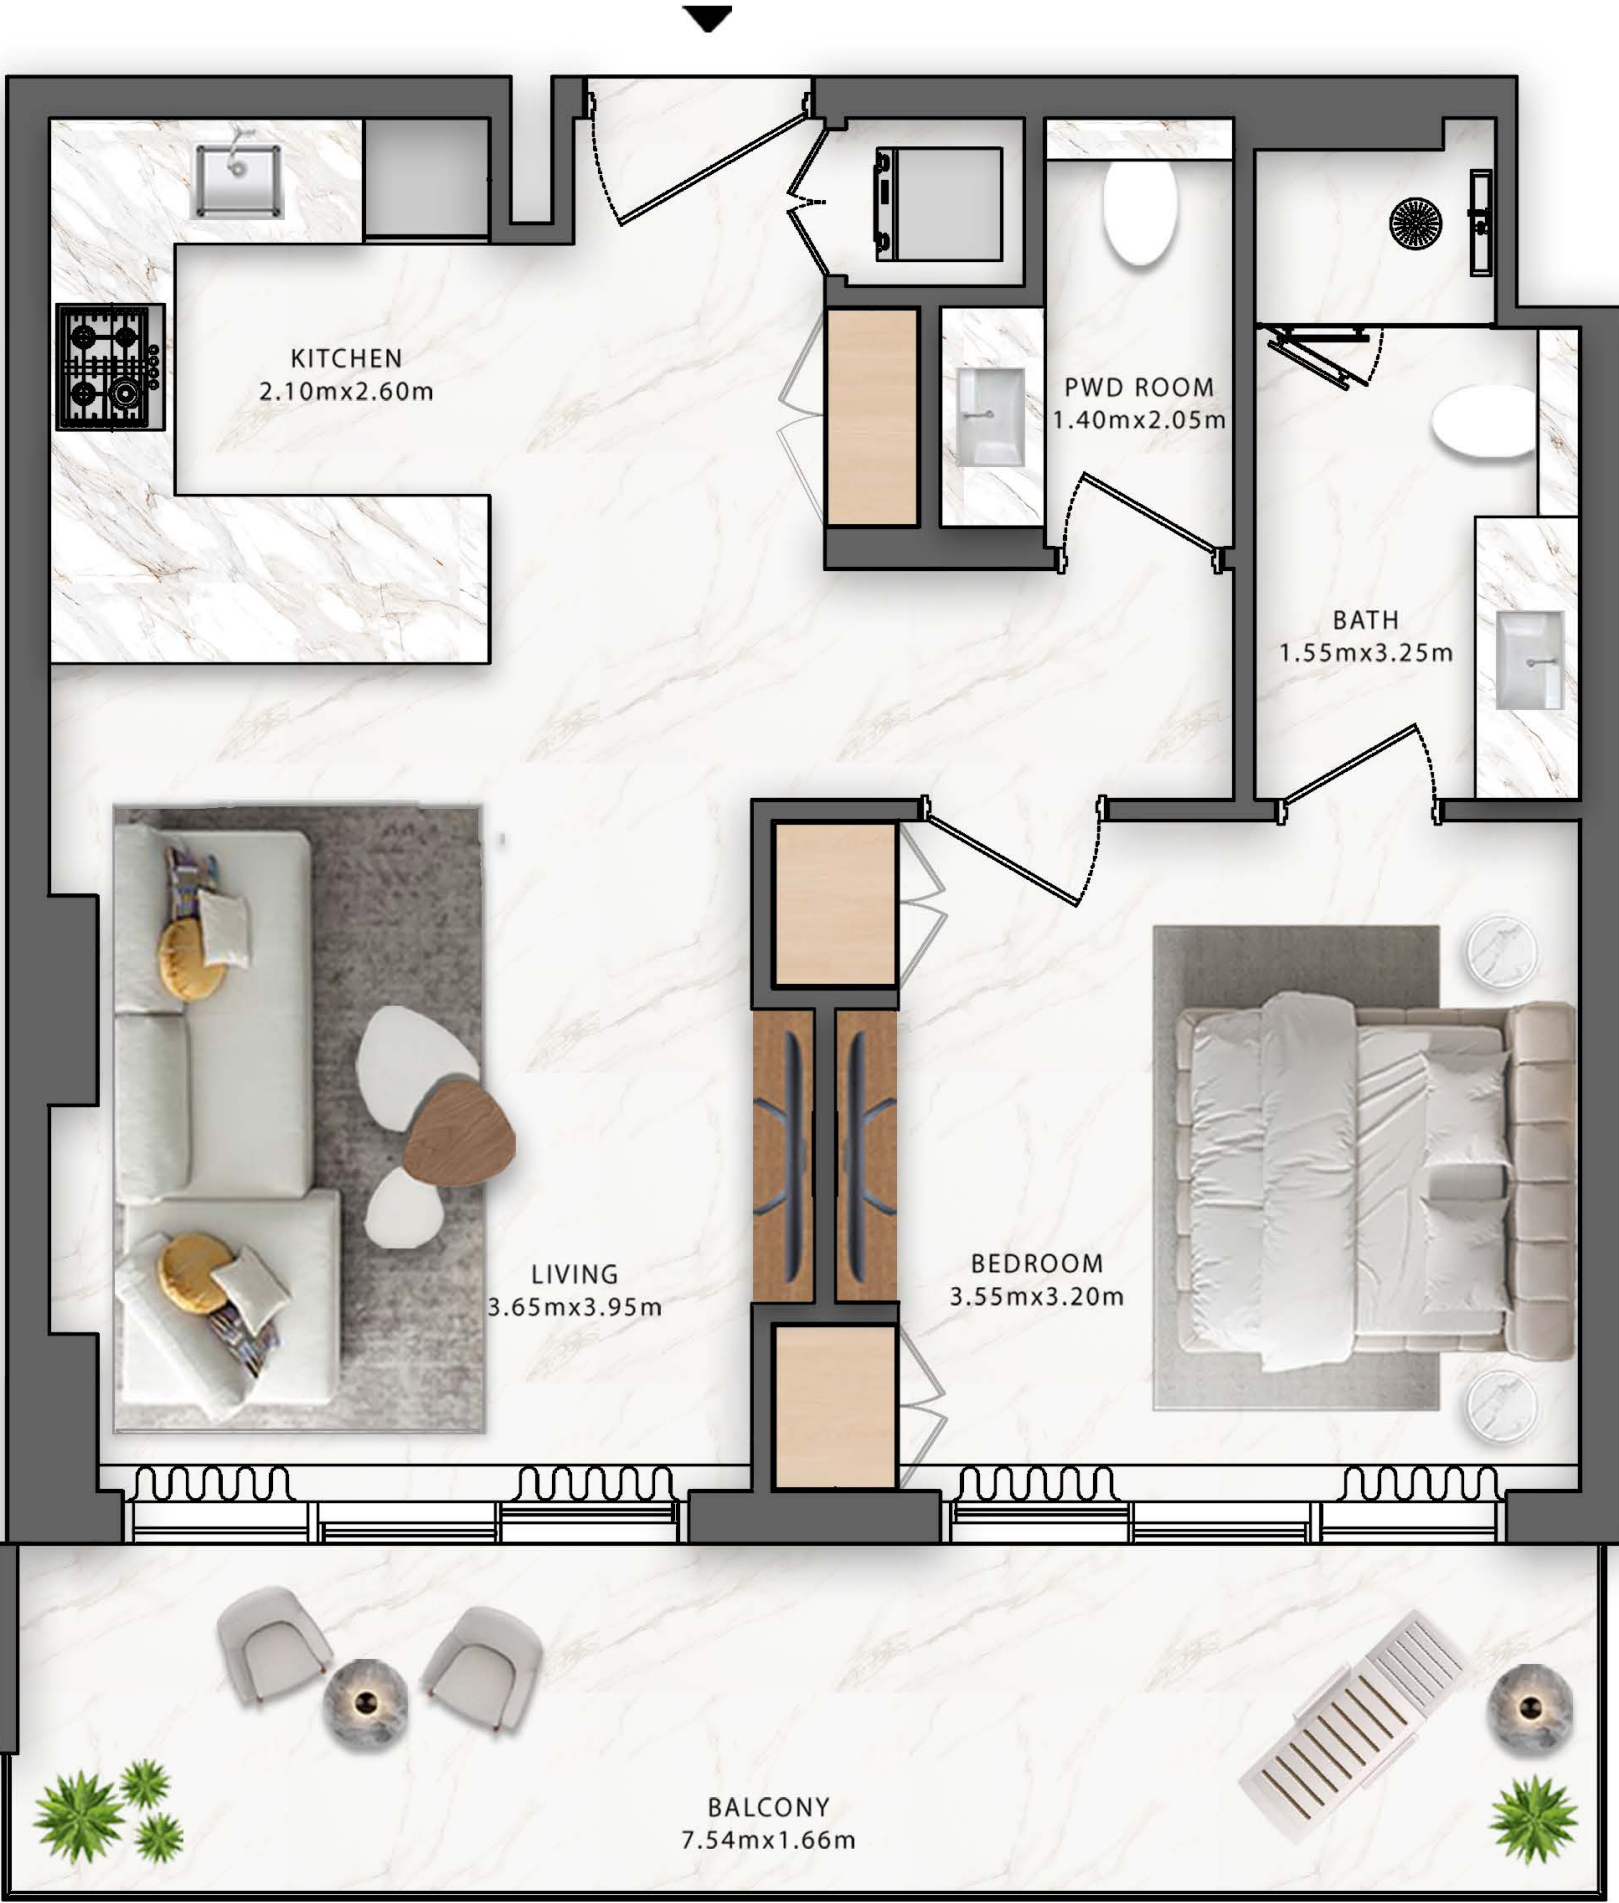 KITCHEN
2.10mx2.60m
PWD ROOM
1.40mx2.05m
BATH
1.55mx3.25m
LIVING
3.65mx3.95m
BEDROOM
3.55mx3.20m
BALCONY
7.54mx1.66m